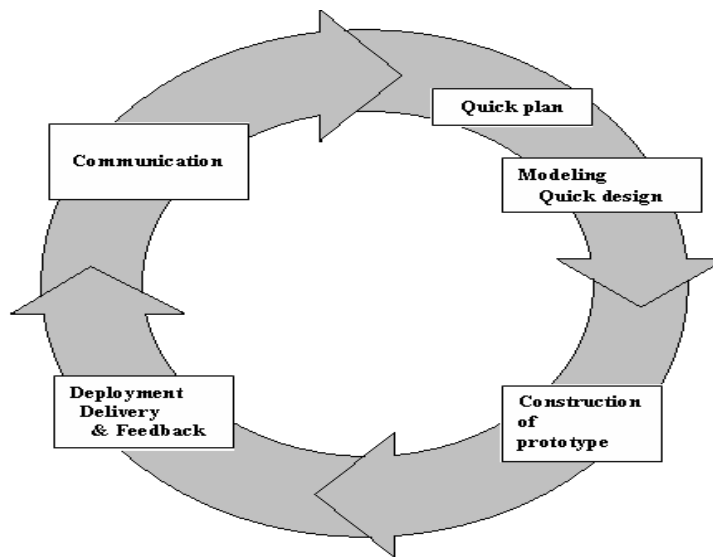 Communication
Quick plan
Modeling
Quick design
Construction
of
prototype
Deployment
Delivery
& Feedback